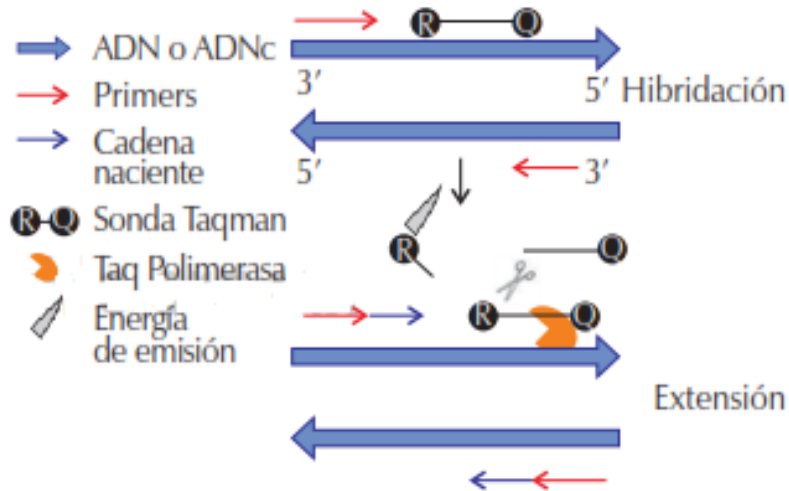 R Q
ADN o ADNc
3′ 5′ Hibridación
Primers
Cadena
naciente
5′ 3′
R Q Sonda Taqman
R Q
Taq Polimerasa
R Q
Energía
de emisión
Extensión